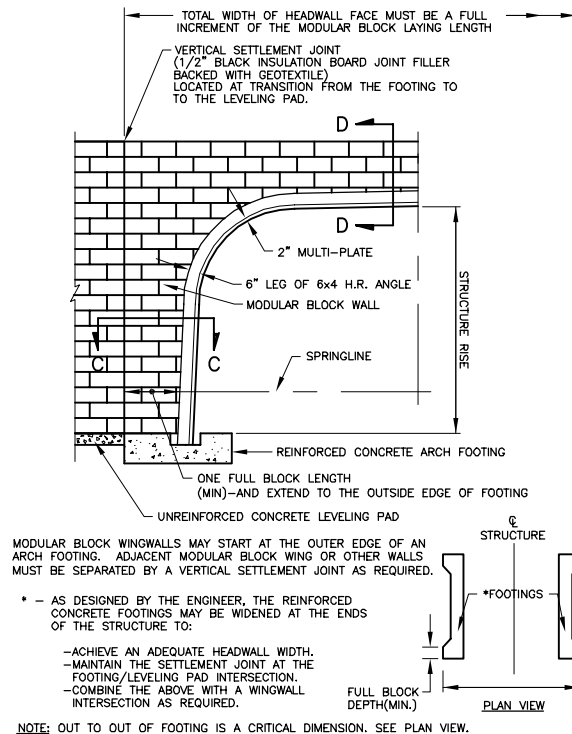 TOTAL WIDTH OF HEADWALL FACE MUST BE A FULL
INCREMENT OF THE MODULAR BLOCK LAYING LENGTH
VERTICAL SETTLEMENT JOINT
(1/2" BLACK INSULATION BOARD JOINT FILLER
BACKED WITH GEOTEXTILE)
LOCATED AT TRANSITION FROM THE FOOTING TO
TO THE LEVELING PAD.
D
D
2" MULTI-PLATE
6" LEG OF 6x4 H.R. ANGLE
MODULAR BLOCK WALL
STRUCTURE RISE
C
C
SPRINGLINE
REINFORCED CONCRETE ARCH FOOTING
ONE FULL BLOCK LENGTH
(MIN)-AND EXTEND TO THE OUTSIDE EDGE OF FOOTING
UNREINFORCED CONCRETE LEVELING PAD
MODULAR BLOCK WINGWALLS MAY START AT THE OUTER EDGE OF AN
ARCH FOOTING. ADJACENT MODULAR BLOCK WING OR OTHER WALLS
MUST BE SEPARATED BY A VERTICAL SETTLEMENT JOINT AS REQUIRED.
* - AS DESIGNED BY THE ENGINEER, THE REINFORCED
CONCRETE FOOTINGS MAY BE WIDENED AT THE ENDS
OF THE STRUCTURE TO:
-ACHIEVE AN ADEQUATE HEADWALL WIDTH.
-MAINTAIN THE SETTLEMENT JOINT AT THE
FOOTING/LEVELING PAD INTERSECTION.
-COMBINE THE ABOVE WITH A WINGWALL
INTERSECTION AS REQUIRED.
℄
STRUCTURE
*FOOTINGS
FULL BLOCK
DEPTH(MIN.)
PLAN VIEW
NOTE: OUT TO OUT OF FOOTING IS A CRITICAL DIMENSION. SEE PLAN VIEW.